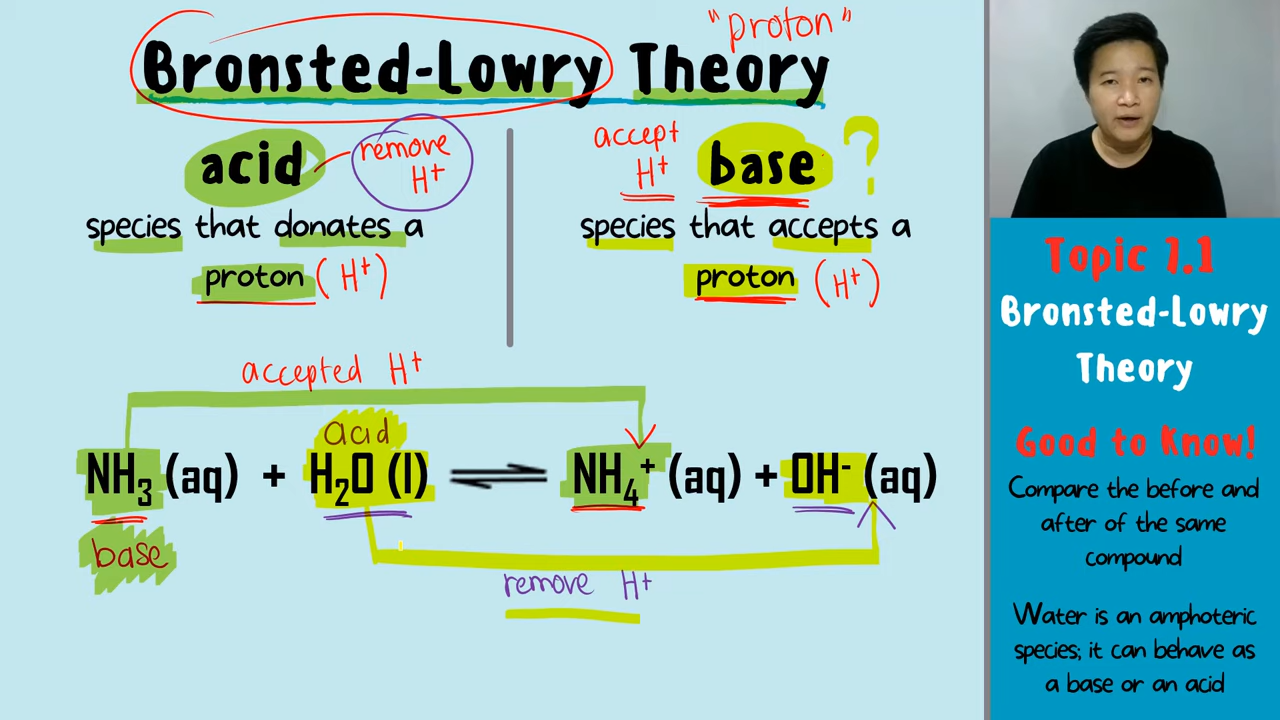 "proton"
Bronsted-Lowry Theory
acid
remove
H⁺
species that donates a
proton (H⁺)
accept
H⁺
base ?
species that accepts a
proton (H⁺)
accepted H⁺
acid
NH₃ (aq) + H₂O (l) ⇌ NH₄⁺ (aq) + OH⁻ (aq)
base
remove H⁺
Topic 7.1
Bronsted-Lowry
Theory
Good to Know!
Compare the before and
after of the same
compound
Water is an amphoteric
species; it can behave as
a base or an acid